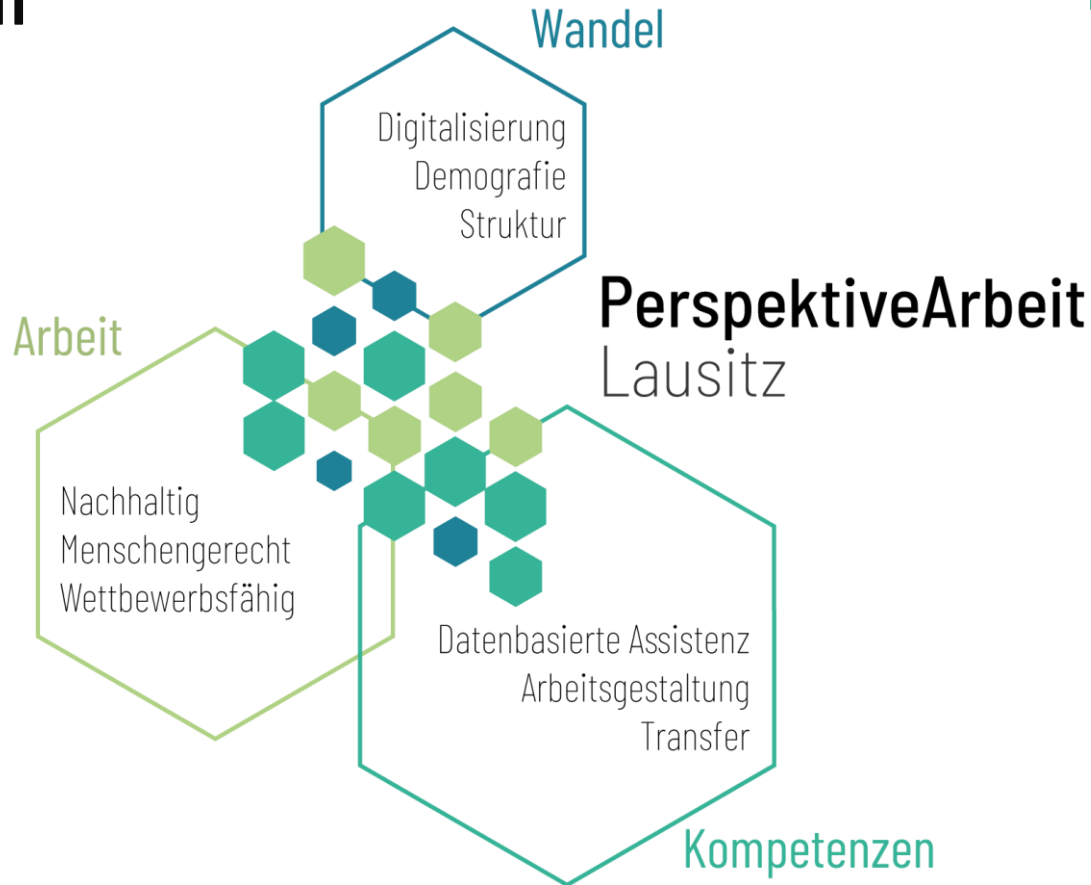 Wandel
Digitalisierung
Demografie
Struktur
PerspektiveArbeit
Lausitz
Arbeit
Nachhaltig
Menschengerecht
Wettbewerbsfähig
Datenbasierte Assistenz
Arbeitsgestaltung
Transfer
Kompetenzen